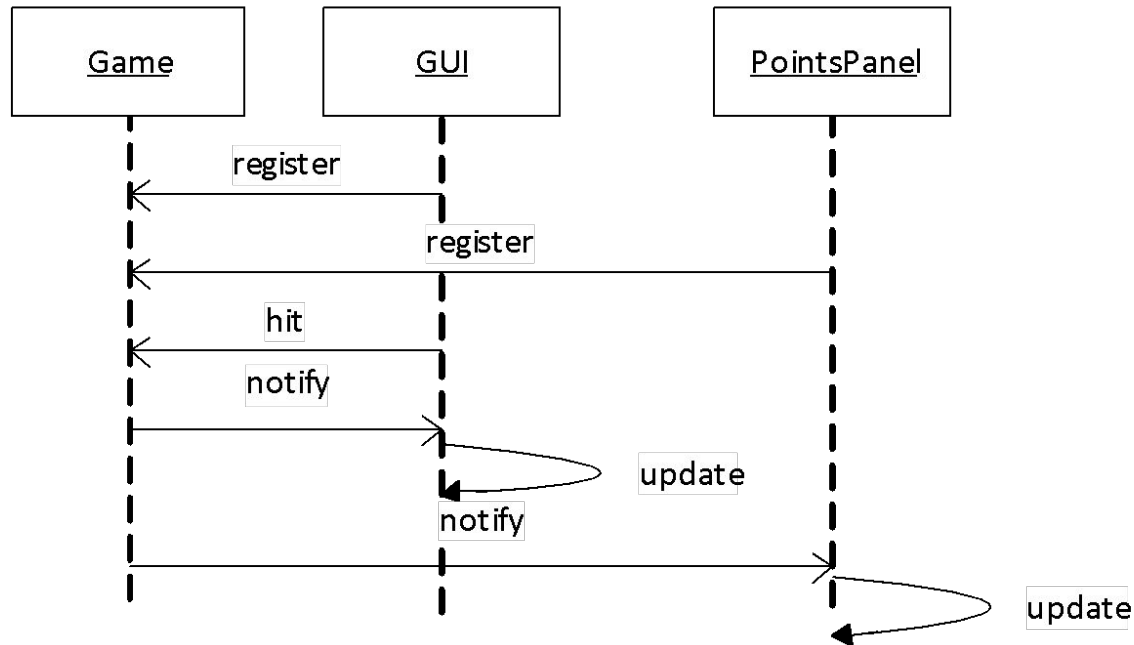 Game
GUI
PointsPanel
register
register
hit
notify
update
notify
update